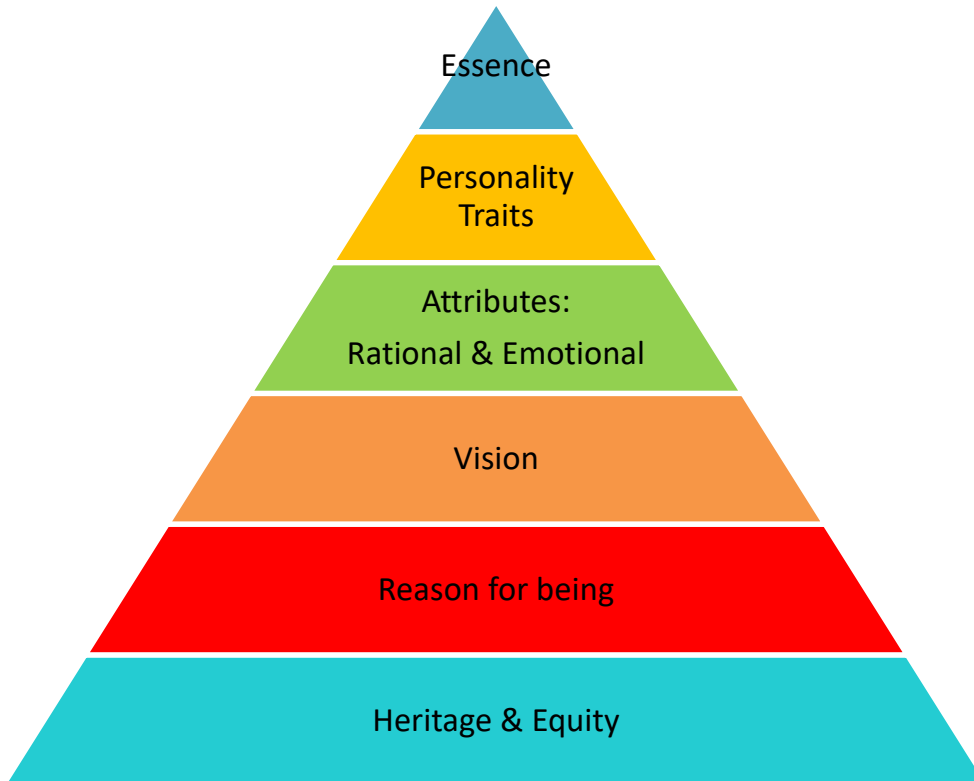 Essence
Personality
Traits
Attributes:
Rational & Emotional
Vision
Reason for being
Heritage & Equity